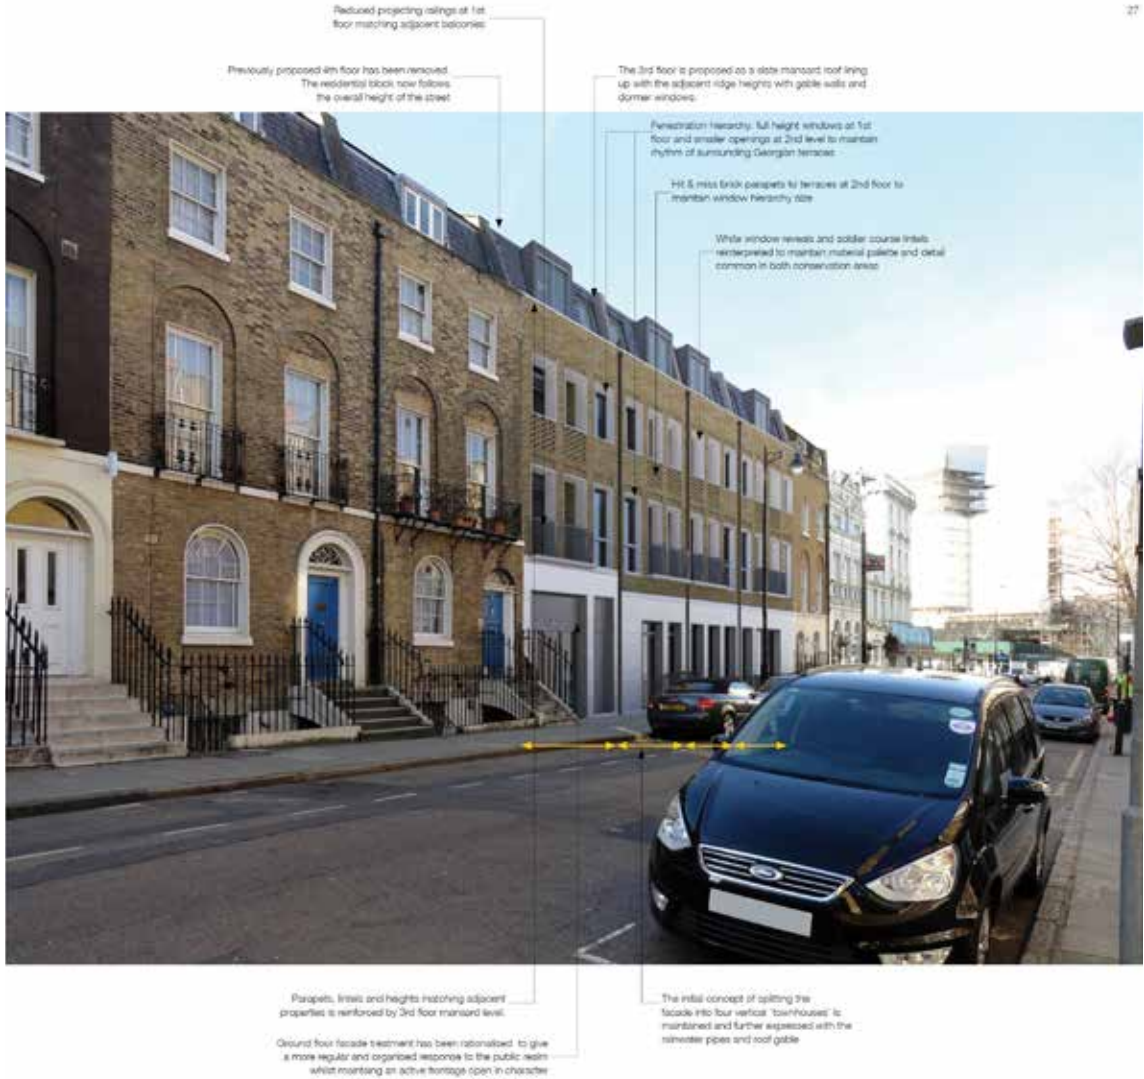 27
Reduced projecting railings at 1st
floor matching adjacent balconies
Previously proposed 4th floor has been removed.
The residential block now follows
the overall height of the street
The 3rd floor is proposed as a slate mansard roof lining
up with the adjacent ridge heights with gable walls and
dormer windows.
Fenestration hierarchy, full height windows at 1st
floor and smaller openings at 2nd level to maintain
rhythm of surrounding Georgian terraces
Hit & miss brick parapets to terraces at 2nd floor to
maintain window hierarchy size
White window reveals and soldier course lintels
reinterpreted to maintain material palette and detail
common in both conservation areas
Ford
Parapets, lintels and heights matching adjacent
properties is reinforced by 3rd floor mansard level.
Ground floor facade treatment has been rationalised to give
a more regular and organised response to the public realm
whilst maintaing an active frontage open in character
The initial concept of splitting the
facade into four vertical 'townhouses' is
maintained and further expressed with the
rainwater pipes and roof gable